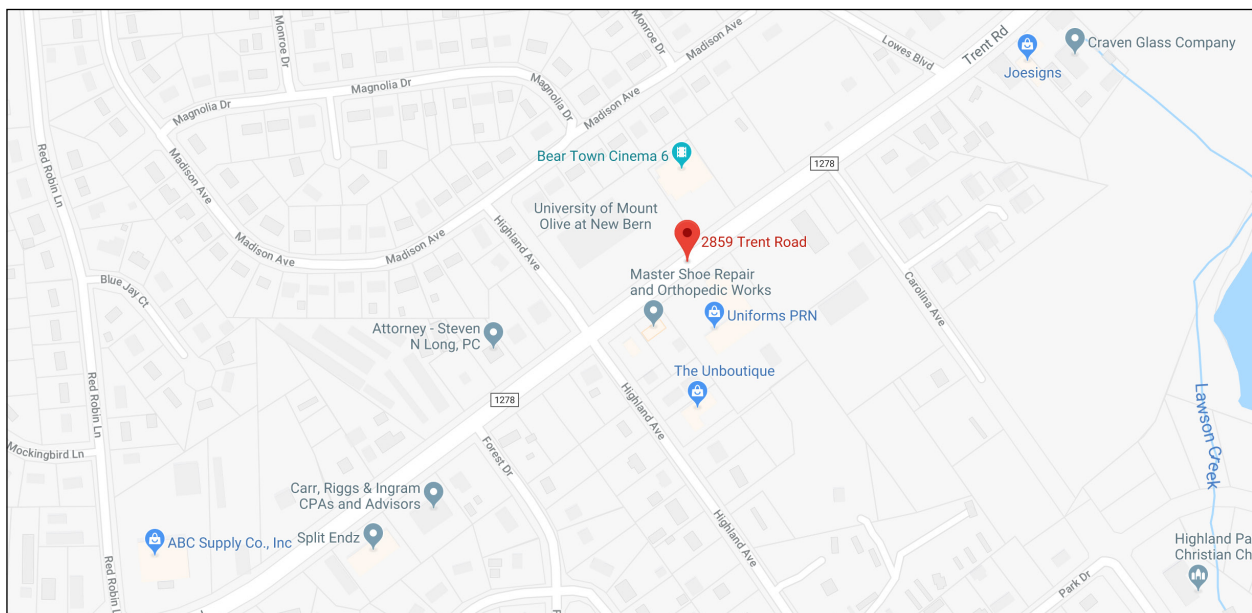 Monroe Dr
Monroe Dr
Madison Ave
Lowes Blvd
Trent Rd
Craven Glass Company
Joesigns
Magnolia Dr
Magnolia Dr
Magnolia Dr
Madison Ave
Red Robin Ln
Madison Ave
Bear Town Cinema 6
1278
University of Mount
Olive at New Bern
Highland Ave
Madison Ave
Madison Ave
2859 Trent Road
Master Shoe Repair
and Orthopedic Works
Carolina Ave
Blue Jay Ct
Uniforms PRN
Attorney - Steven
N Long, PC
The Unboutique
Highland Ave
1278
Red Robin Ln
Lawson Creek
Mockingbird Ln
Forest Dr
Carr, Riggs & Ingram
CPAs and Advisors
Split Endz
ABC Supply Co., Inc
Highland Ave
Highland Pa
Christian Ch
Park Dr
Red Robin Ln
F